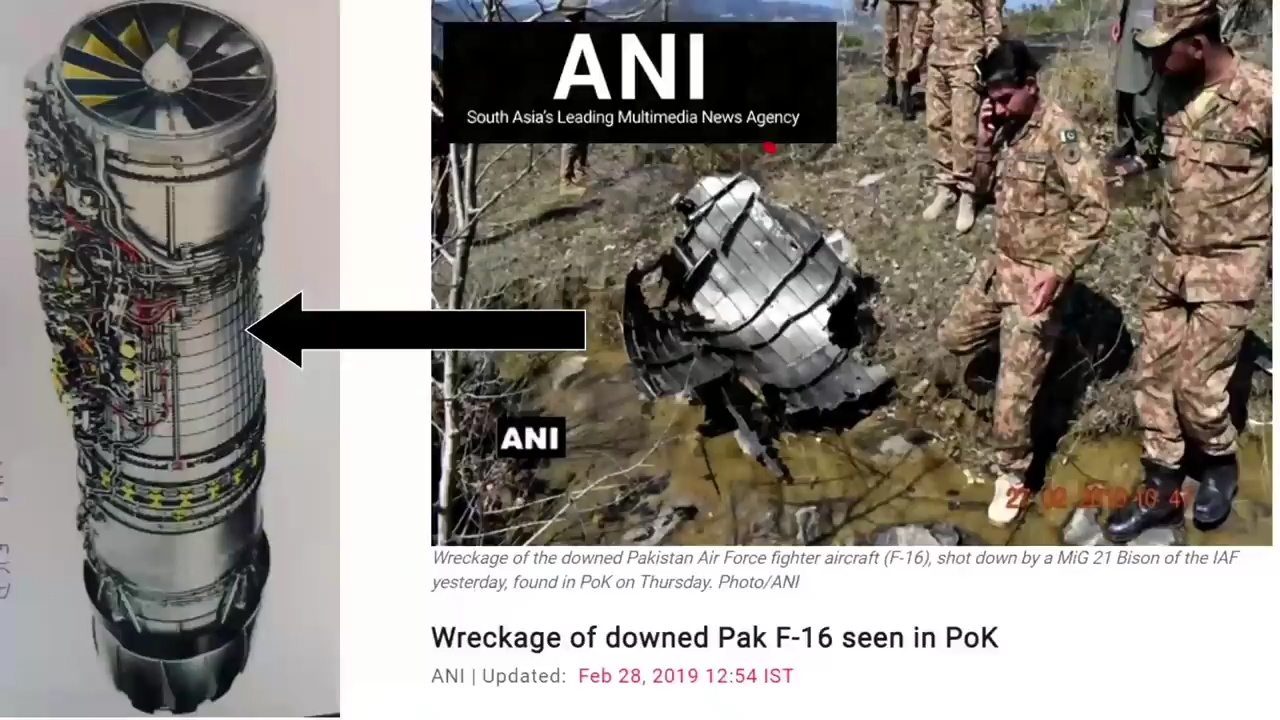 ANI
South Asia's Leading Multimedia News Agency
ANI
Wreckage of the downed Pakistan Air Force fighter aircraft (F-16), shot down by a MiG 21 Bison of the IAF
yesterday, found in PoK on Thursday. Photo/ANI
Wreckage of downed Pak F-16 seen in PoK
ANI | Updated: Feb 28, 2019 12:54 IST